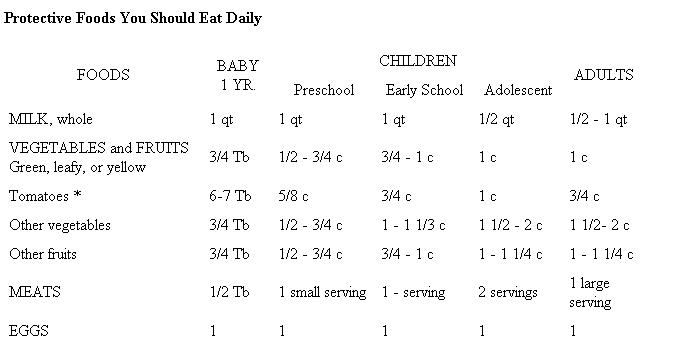 Protective Foods You Should Eat Daily
FOODS BABY 1 YR. CHILDREN ADULTS
Preschool Early School Adolescent
MILK, whole 1 qt 1 qt 1 qt 1/2 qt 1/2 - 1 qt
VEGETABLES and FRUITS
Green, leafy, or yellow 3/4 Tb 1/2 - 3/4 c 3/4 - 1 c 1 c 1 c
Tomatoes * 6-7 Tb 5/8 c 3/4 c 1 c 3/4 c
Other vegetables 3/4 Tb 1/2 - 3/4 c 1 - 1 1/3 c 1 1/2 - 2 c 1 1/2- 2 c
Other fruits 3/4 Tb 1/2 - 3/4 c 3/4 - 1 c 1 - 1 1/4 c 1 - 1 1/4 c
MEATS 1/2 Tb 1 small serving 1 - serving 2 servings 1 large serving
EGGS 1 1 1 1 1